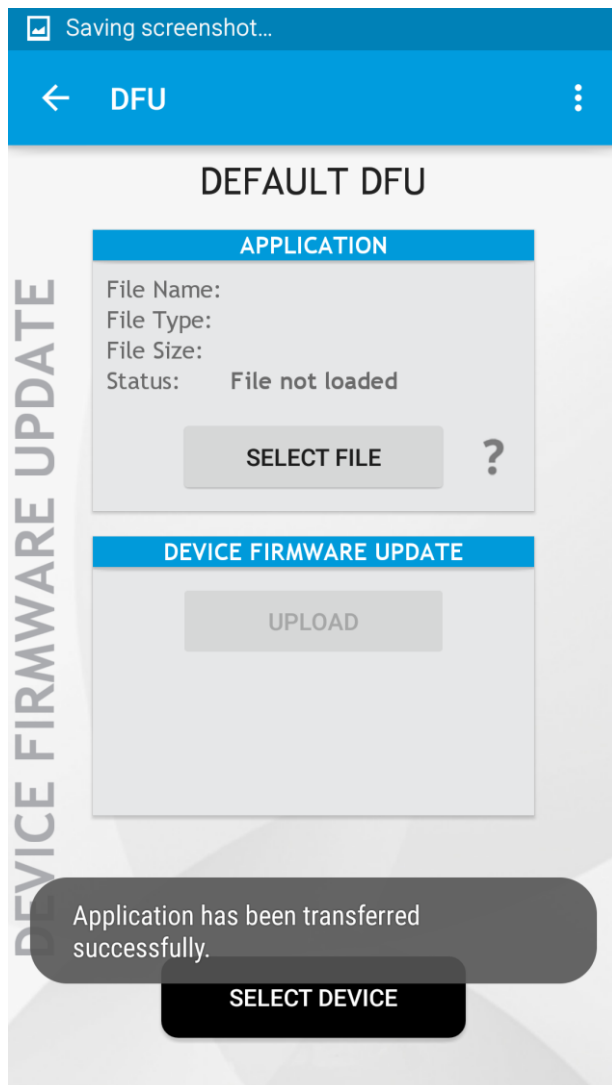 Saving screenshot...
DFU
DEFAULT DFU
DEVICE FIRMWARE UPDATE
APPLICATION
File Name:
File Type:
File Size:
Status: File not loaded
SELECT FILE
?
DEVICE FIRMWARE UPDATE
UPLOAD
Application has been transferred
successfully.
SELECT DEVICE